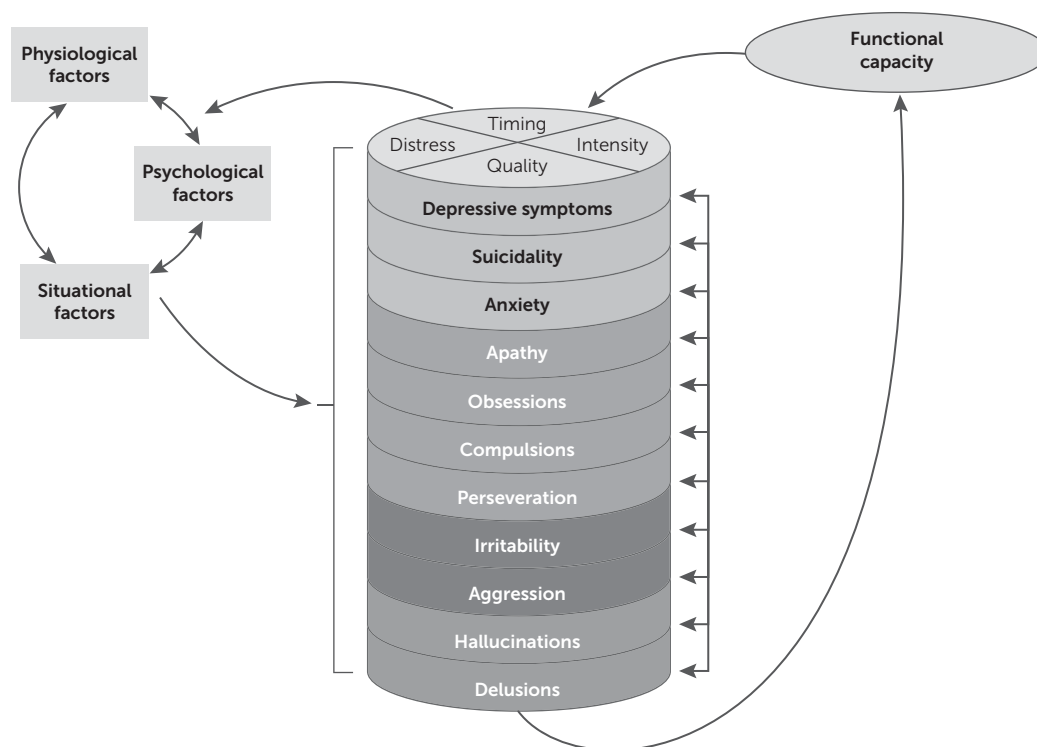 Physiological
factors
Functional
capacity
Psychological
factors
Situational
factors
Timing
Distress
Intensity
Quality
Depressive symptoms
Suicidality
Anxiety
Apathy
Obsessions
Compulsions
Perseveration
Irritability
Aggression
Hallucinations
Delusions